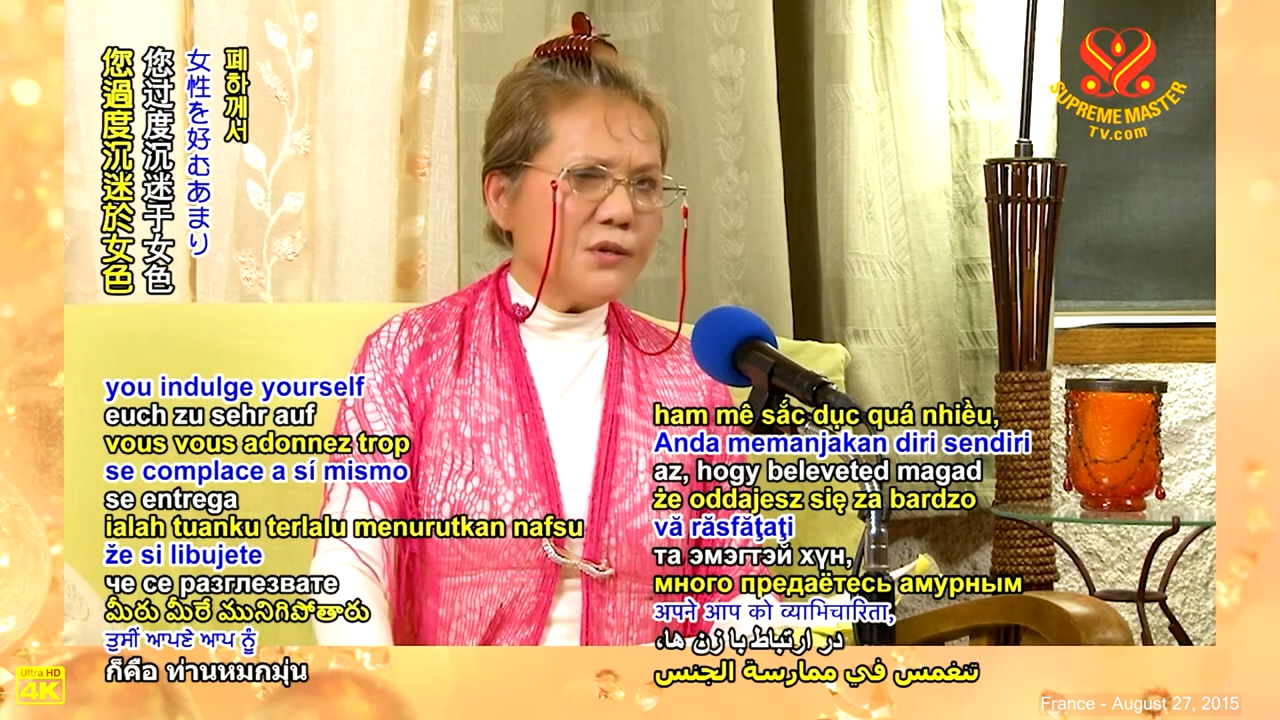 您過度沉迷於女色
您过度沉迷于女色
女性を好むあまり
폐하께서
SUPREME MASTER
TV.com
you indulge yourself
euch zu sehr auf
vous vous adonnez trop
se complace a sí mismo
se entrega
ialah tuanku terlalu menurutkan nafsu
že si libujete
че се разглезвате
మీరు మీరే మునిగిపోతారు
ਤੁਸੀਂ ਆਪਣੇ ਆਪ ਨੂੰ
ก็คือ ท่านหมกมุ่น
ham mê sắc dục quá nhiều,
Anda memanjakan diri sendiri
az, hogy beleveted magad
że oddajesz się za bardzo
vă răsfăţaţi
та эмэгтэй хүн,
много предаётесь амурным
अपने आप को व्याभिचारिता,
در ارتباط با زن ها،
تنغمس في ممارسة الجنس
Ultra HD
4K
France - August 27, 2015